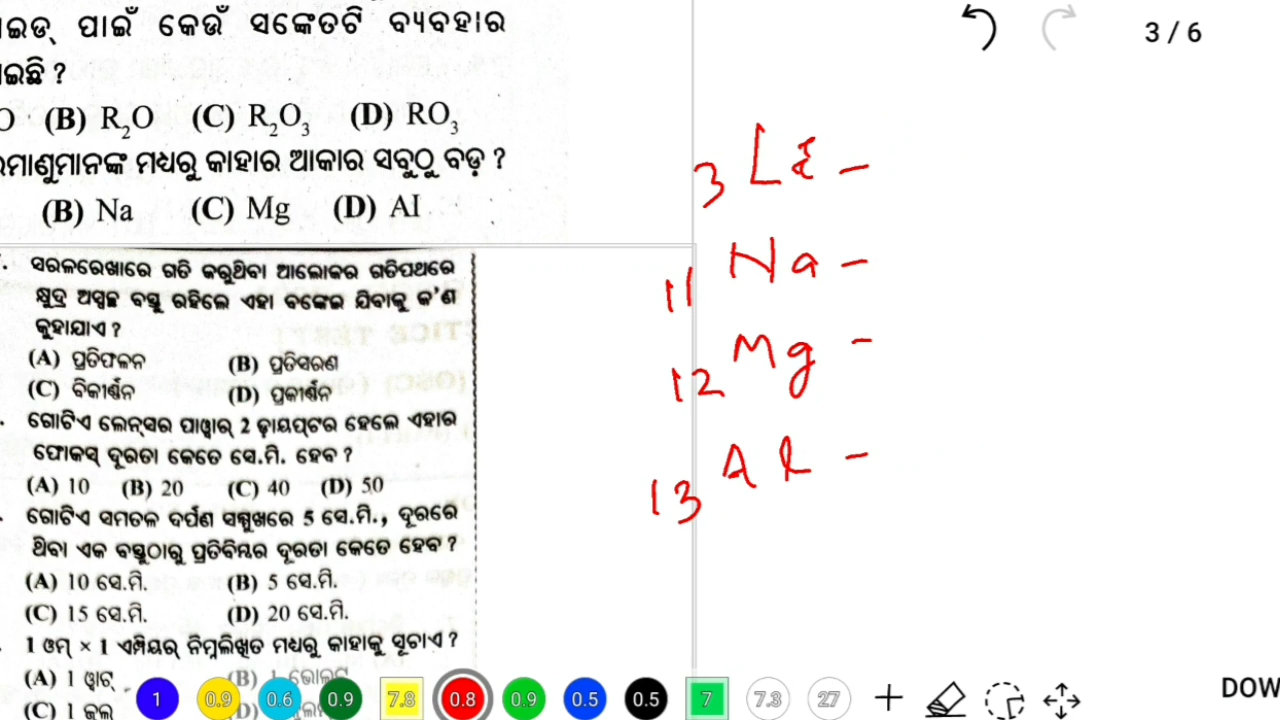 ଇଡ୍ ପାଇଁ କେଉଁ ସଙ୍କେତଟି ବ୍ୟବହାର
ଇଛି ?
O (B) R₂O (C) R₂O₃ (D) RO₃
ମାଣୁମାନଙ୍କ ମଧ୍ୟରୁ କାହାର ଆକାର ସବୁଠୁ ବଡ଼ ?
(B) Na (C) Mg (D) AI
. ସରଳରେଖାରେ ଗତି କରୁଥିବା ଆଲୋକର ଗତିପଥରେ
କ୍ଷୁଦ୍ର ଅସ୍ୱଚ୍ଛ ବସ୍ତୁ ରହିଲେ ଏହା ବଙ୍କେଇ ଯିବାକୁ କ'ଣ
କୁହାଯାଏ ?
(A) ପ୍ରତିଫଳନ (B) ପ୍ରତିସରଣ
(C) ବିକୀର୍ଣ୍ଣନ (D) ପ୍ରକୀର୍ଣ୍ଣନ
. ଗୋଟିଏ ଲେନ୍ସର ପାୱାର୍ 2 ଡ଼ାୟପ୍ଟର ହେଲେ ଏହାର
ଫୋକସ୍ ଦୂରତା କେତେ ସେ.ମି. ହେବ ?
(A) 10 (B) 20 (C) 40 (D) 50
. ଗୋଟିଏ ସମତଳ ଦର୍ପଣ ସମ୍ମୁଖରେ 5 ସେ.ମି., ଦୂରରେ
ଥିବା ଏକ ବସ୍ତୁଠାରୁ ପ୍ରତିବିମ୍ବର ଦୂରତା କେତେ ହେବ ?
(A) 10 ସେ.ମି. (B) 5 ସେ.ମି.
(C) 15 ସେ.ମି. (D) 20 ସେ.ମି.
. 1 ଓମ୍ × 1 ଏମ୍ପିୟର୍ ନିମ୍ନଲିଖିତ ମଧ୍ୟରୁ କାହାକୁ ସୂଚାଏ ?
(A) 1 ୱାଟ୍ (B) 1 ଭୋଲଟ୍
(C) 1 ଜୁଲ୍ (D)
3 / 6
3 Li -
11 Na -
12 Mg -
13 Al -
1 0.9 0.6 0.9 7.8 0.8 0.9 0.5 0.5 7 7.3 27
DOW